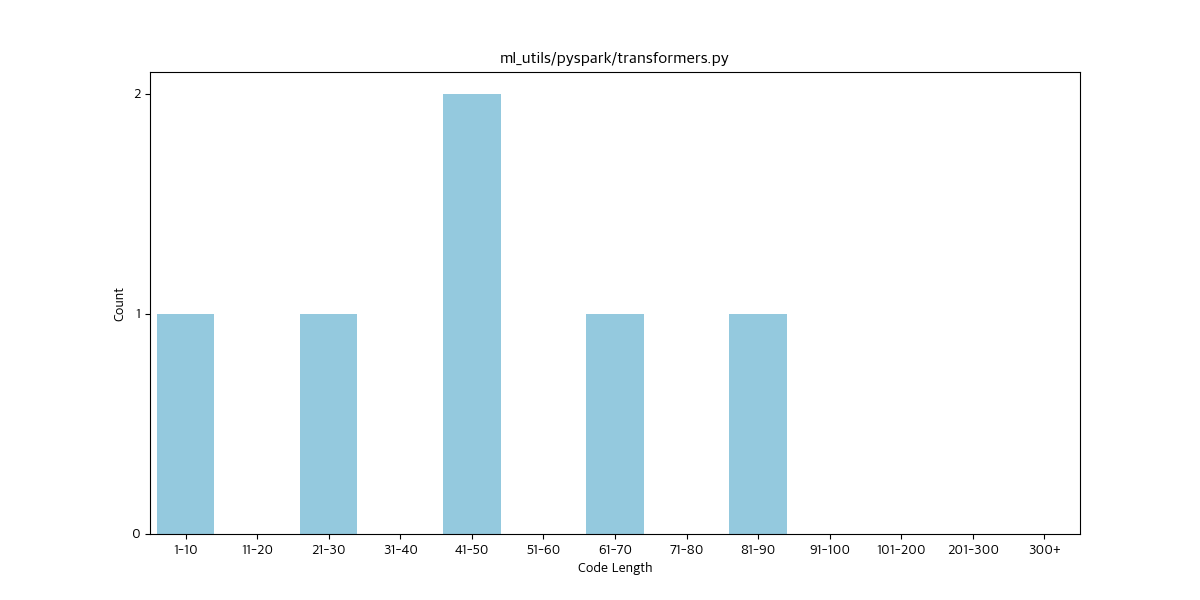 ml_utils/pyspark/transformers.py
Count
2
1
0
1-10 11-20 21-30 31-40 41-50 51-60 61-70 71-80 81-90 91-100 101-200 201-300 300+
Code Length